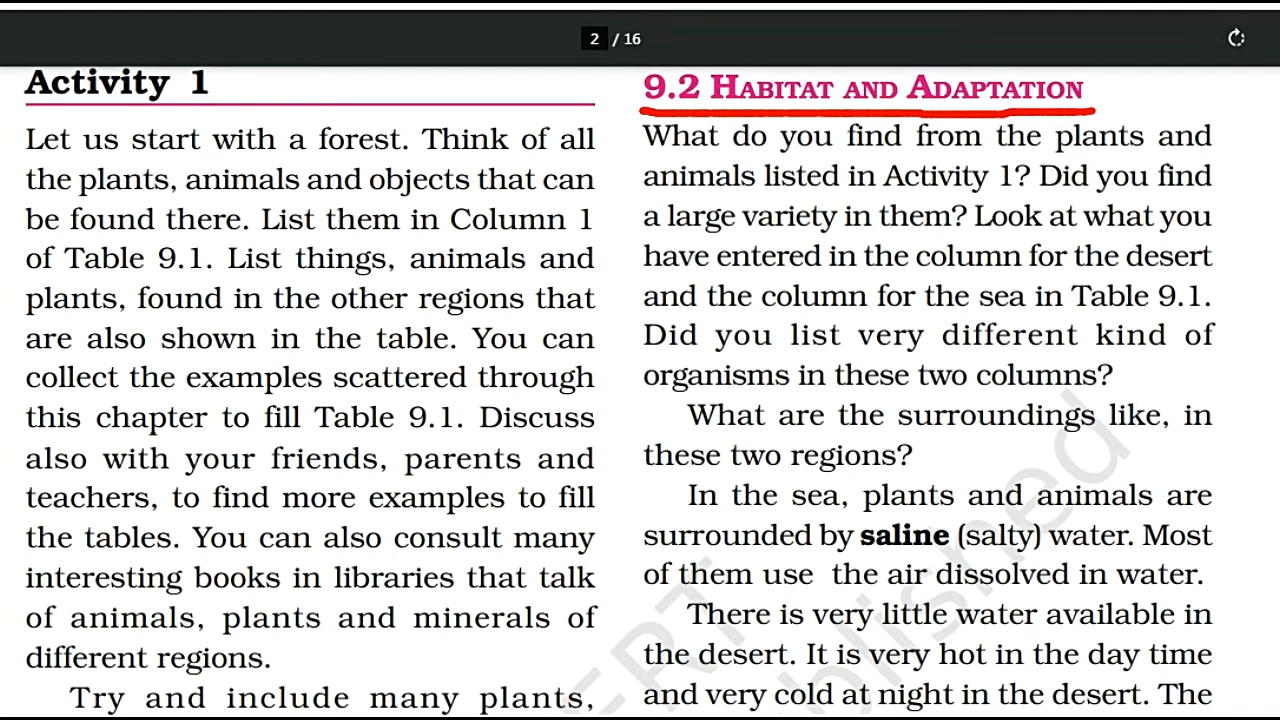 2 / 16
Activity 1
Let us start with a forest. Think of all
the plants, animals and objects that can
be found there. List them in Column 1
of Table 9.1. List things, animals and
plants, found in the other regions that
are also shown in the table. You can
collect the examples scattered through
this chapter to fill Table 9.1. Discuss
also with your friends, parents and
teachers, to find more examples to fill
the tables. You can also consult many
interesting books in libraries that talk
of animals, plants and minerals of
different regions.
Try and include many plants,
9.2 HABITAT AND ADAPTATION
What do you find from the plants and
animals listed in Activity 1? Did you find
a large variety in them? Look at what you
have entered in the column for the desert
and the column for the sea in Table 9.1.
Did you list very different kind of
organisms in these two columns?
What are the surroundings like, in
these two regions?
In the sea, plants and animals are
surrounded by saline (salty) water. Most
of them use the air dissolved in water.
There is very little water available in
the desert. It is very hot in the day time
and very cold at night in the desert. The